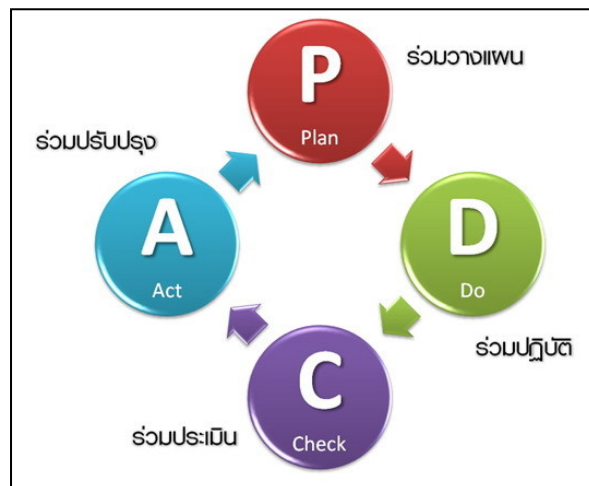 P
Plan
ร่วมวางแผน
D
Do
ร่วมปฏิบัติ
C
Check
ร่วมประเมิน
A
Act
ร่วมปรับปรุง